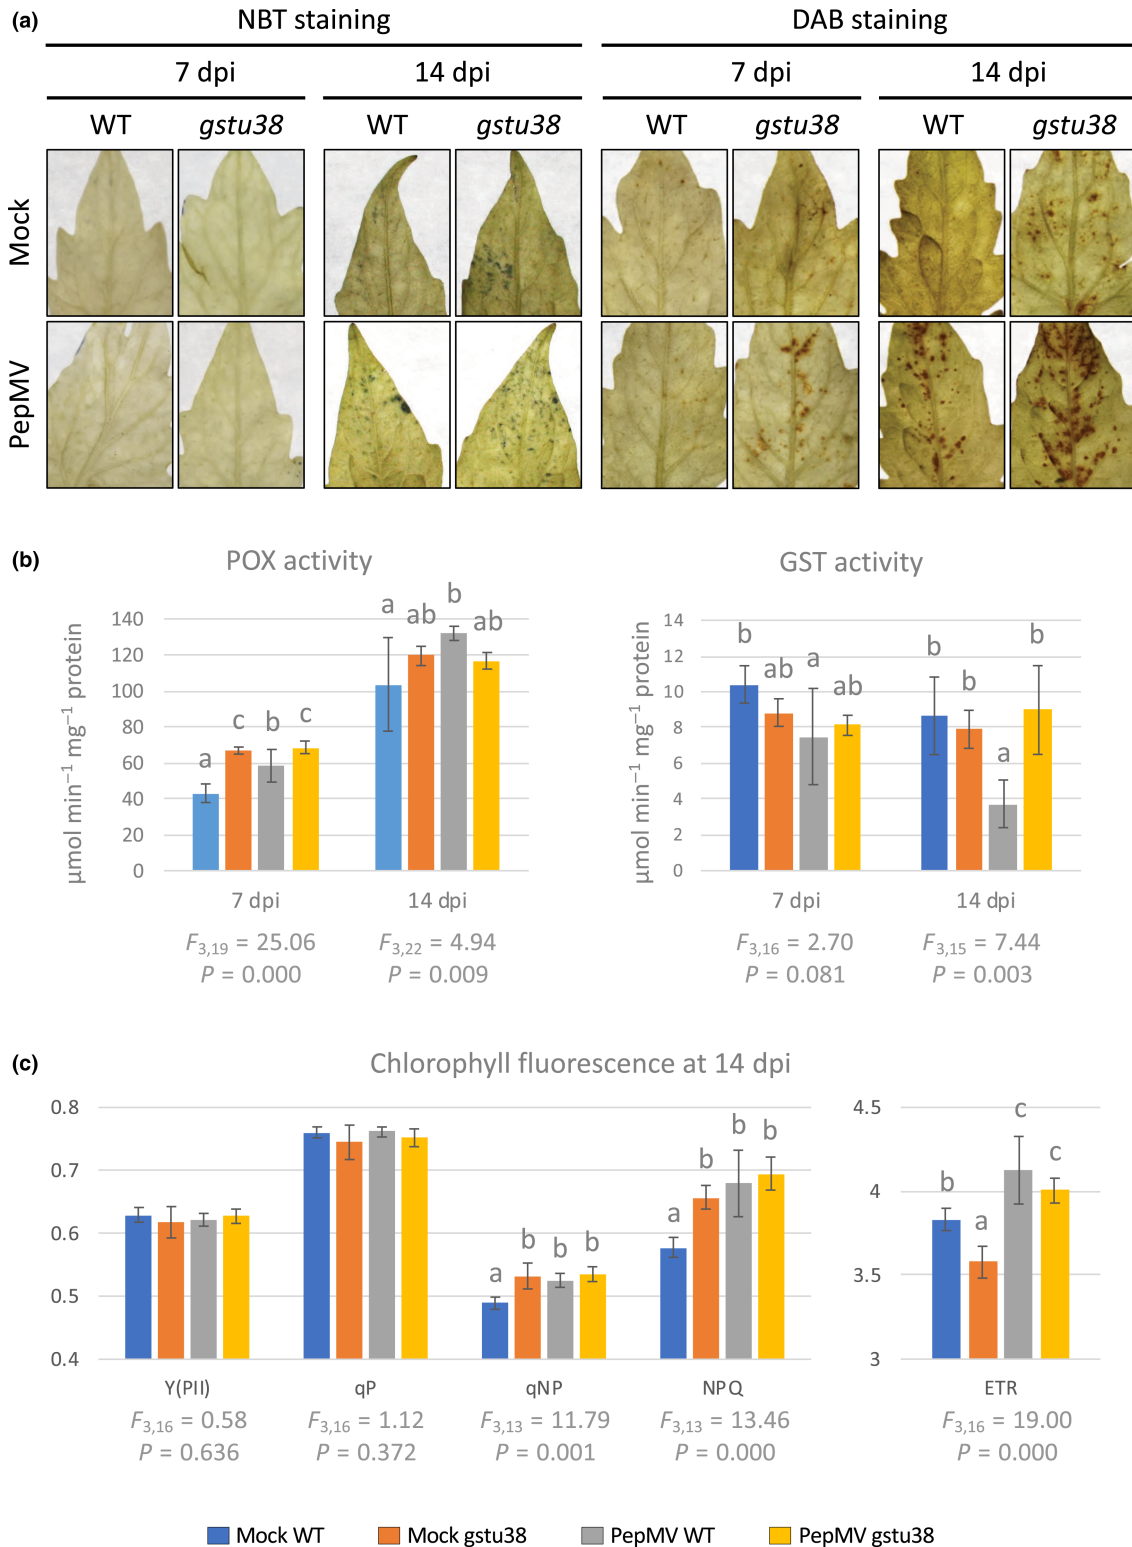 (a)
NBT staining
DAB staining
7 dpi
14 dpi
7 dpi
14 dpi
WT
gstu38
WT
gstu38
WT
gstu38
WT
gstu38
Mock
PepMV
(b)
POX activity
GST activity
µmol min−1 mg−1 protein
140
120
100
80
60
40
20
0
a
c
b
c
a
ab
b
ab
7 dpi
14 dpi
F3,19 = 25.06
P = 0.000
F3,22 = 4.94
P = 0.009
µmol min−1 mg−1 protein
14
12
10
8
6
4
2
0
b
ab
a
ab
b
b
a
b
7 dpi
14 dpi
F3,16 = 2.70
P = 0.081
F3,15 = 7.44
P = 0.003
(c)
Chlorophyll fluorescence at 14 dpi
0.8
0.7
0.6
0.5
0.4
a
b
b
b
a
b
b
b
Y(PII)
qP
qNP
NPQ
F3,16 = 0.58
P = 0.636
F3,16 = 1.12
P = 0.372
F3,13 = 11.79
P = 0.001
F3,13 = 13.46
P = 0.000
4.5
4
3.5
3
b
a
c
c
ETR
F3,16 = 19.00
P = 0.000
Mock WT
Mock gstu38
PepMV WT
PepMV gstu38